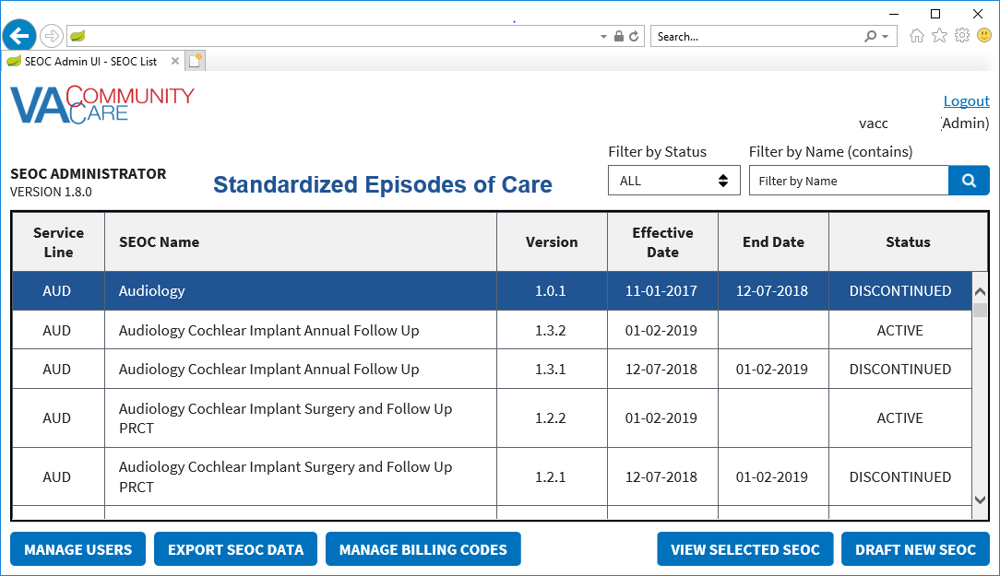 Search...
SEOC Admin UI - SEOC List
VA COMMUNITY CARE
Logout
vacc (Admin)
Filter by Status Filter by Name (contains)
SEOC ADMINISTRATOR
VERSION 1.8.0
Standardized Episodes of Care
ALL Filter by Name
Service Line SEOC Name Version Effective Date End Date Status
AUD Audiology 1.0.1 11-01-2017 12-07-2018 DISCONTINUED
AUD Audiology Cochlear Implant Annual Follow Up 1.3.2 01-02-2019 ACTIVE
AUD Audiology Cochlear Implant Annual Follow Up 1.3.1 12-07-2018 01-02-2019 DISCONTINUED
AUD Audiology Cochlear Implant Surgery and Follow Up PRCT 1.2.2 01-02-2019 ACTIVE
AUD Audiology Cochlear Implant Surgery and Follow Up PRCT 1.2.1 12-07-2018 01-02-2019 DISCONTINUED
MANAGE USERS EXPORT SEOC DATA MANAGE BILLING CODES VIEW SELECTED SEOC DRAFT NEW SEOC